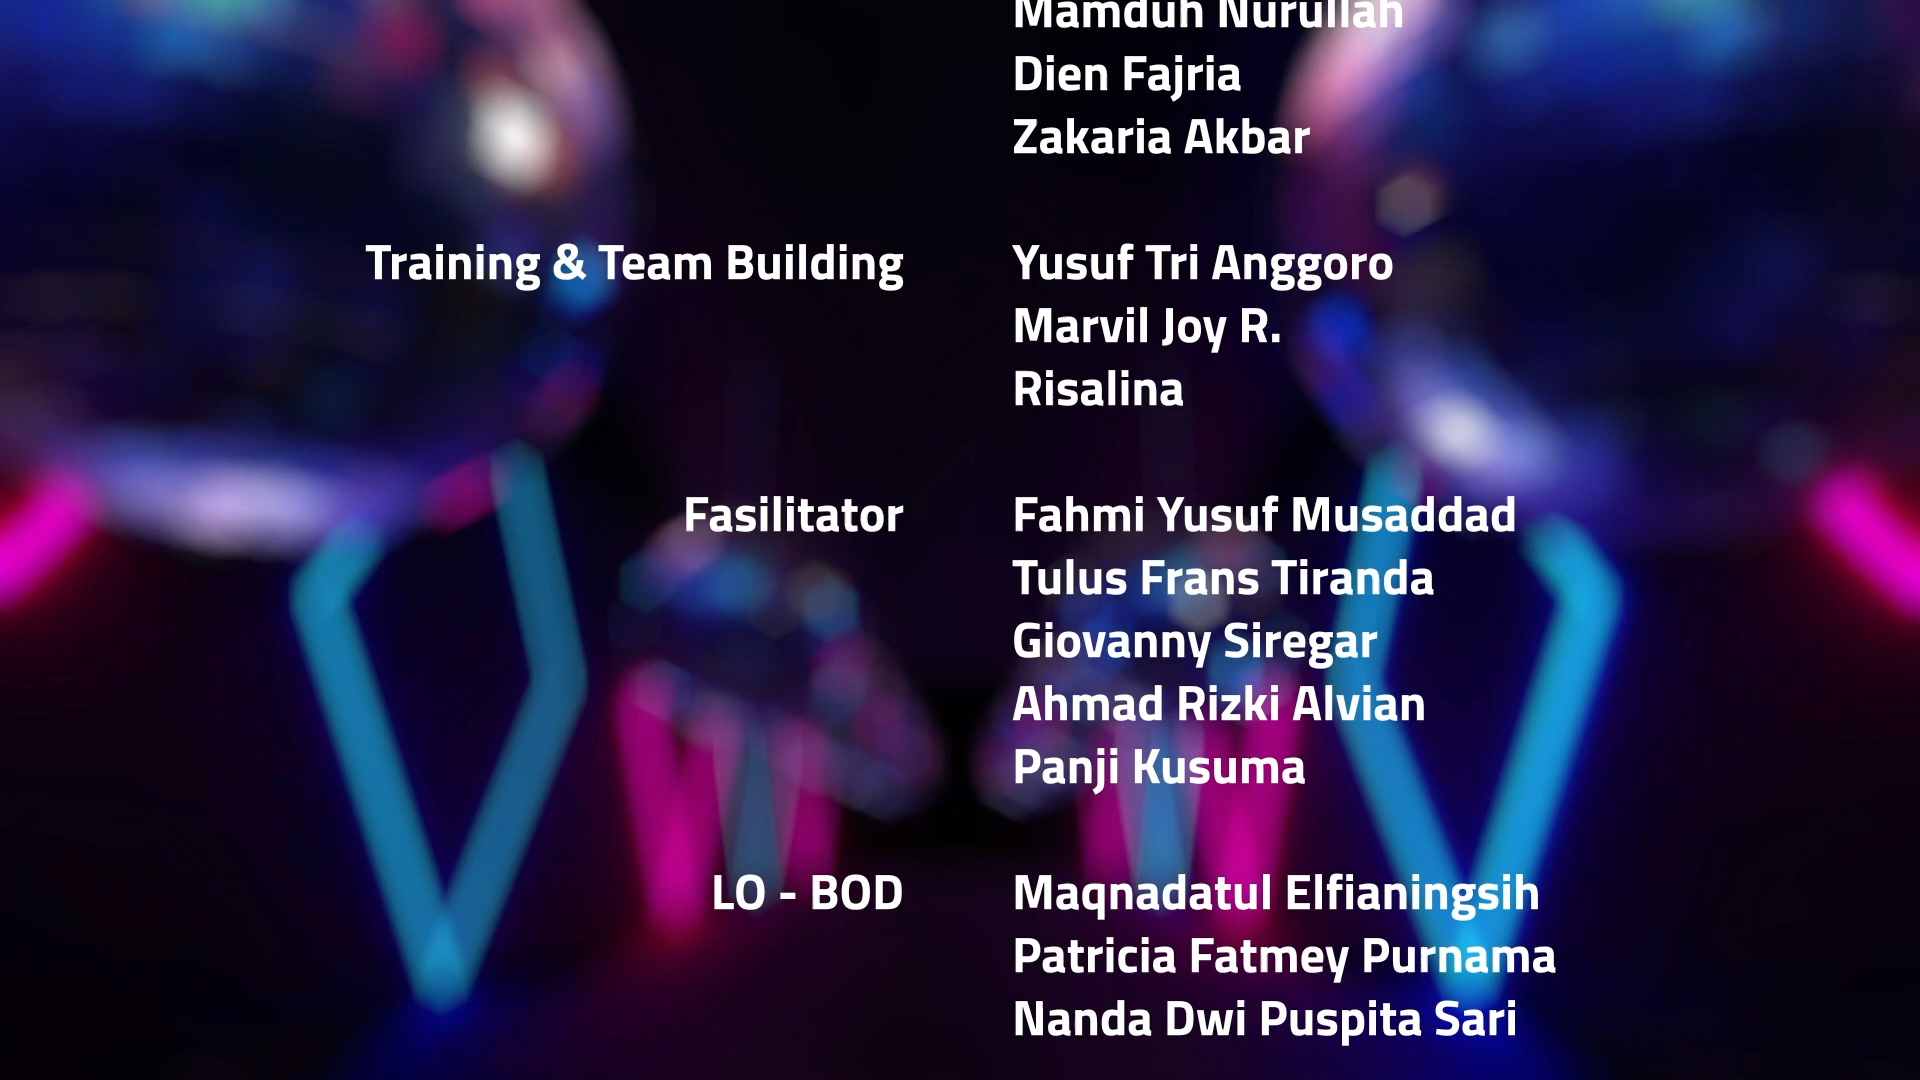 Mamduh Nurullah
Dien Fajria
Zakaria Akbar
Training & Team Building
Yusuf Tri Anggoro
Marvil Joy R.
Risalina
Fasilitator
Fahmi Yusuf Musaddad
Tulus Frans Tiranda
Giovanny Siregar
Ahmad Rizki Alvian
Panji Kusuma
LO - BOD
Maqnadatul Elfianingsih
Patricia Fatmey Purnama
Nanda Dwi Puspita Sari